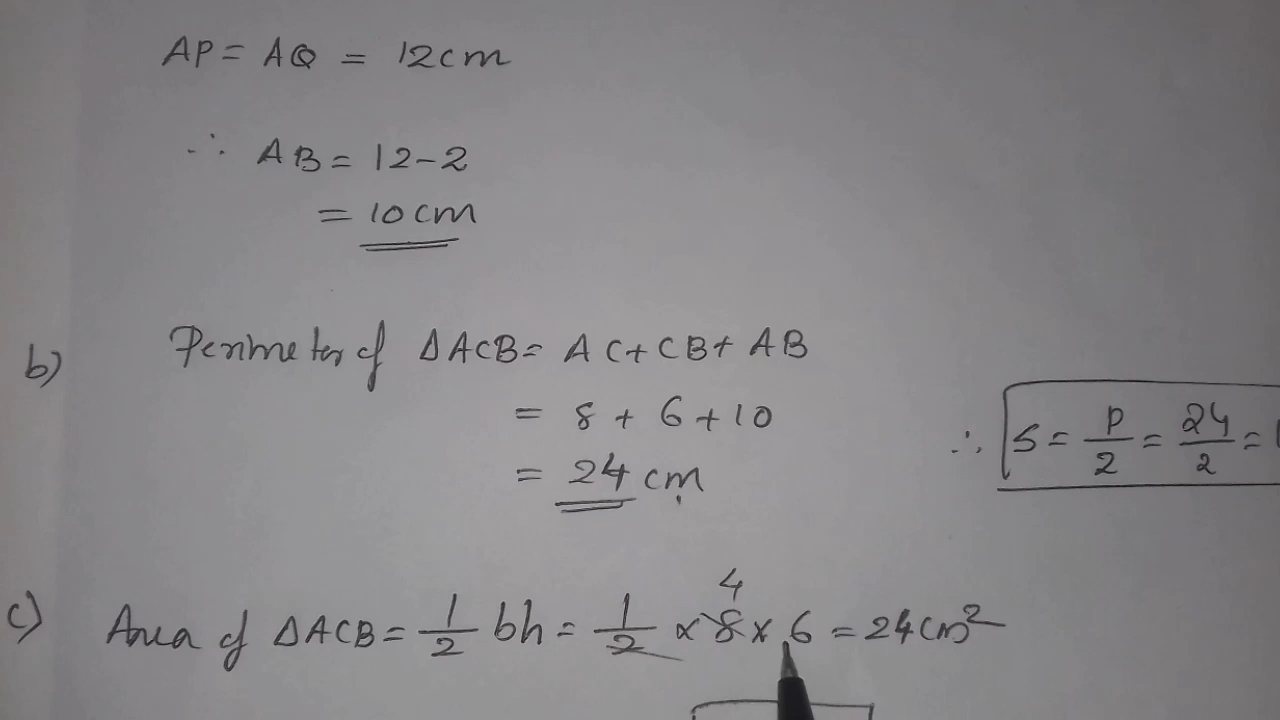 AP = AQ = 12cm
∴ AB = 12-2
= 10cm
b) Perimeter of ΔACB = AC + CB + AB
= 8 + 6 + 10
= 24 cm
∴ S = P/2 = 24/2 =
c) Area of ΔACB = 1/2 bh = 1/2 × 8 × 6 = 24cm²
4